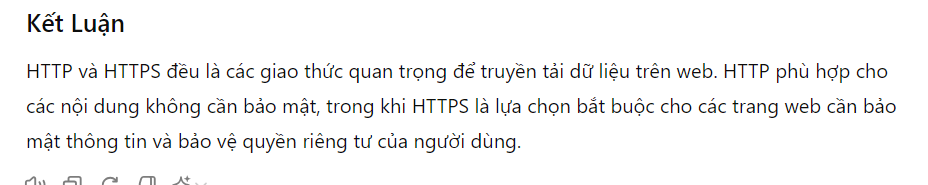 Kết Luận
HTTP và HTTPS đều là các giao thức quan trọng để truyền tải dữ liệu trên web. HTTP phù hợp cho
các nội dung không cần bảo mật, trong khi HTTPS là lựa chọn bắt buộc cho các trang web cần bảo
mật thông tin và bảo vệ quyền riêng tư của người dùng.